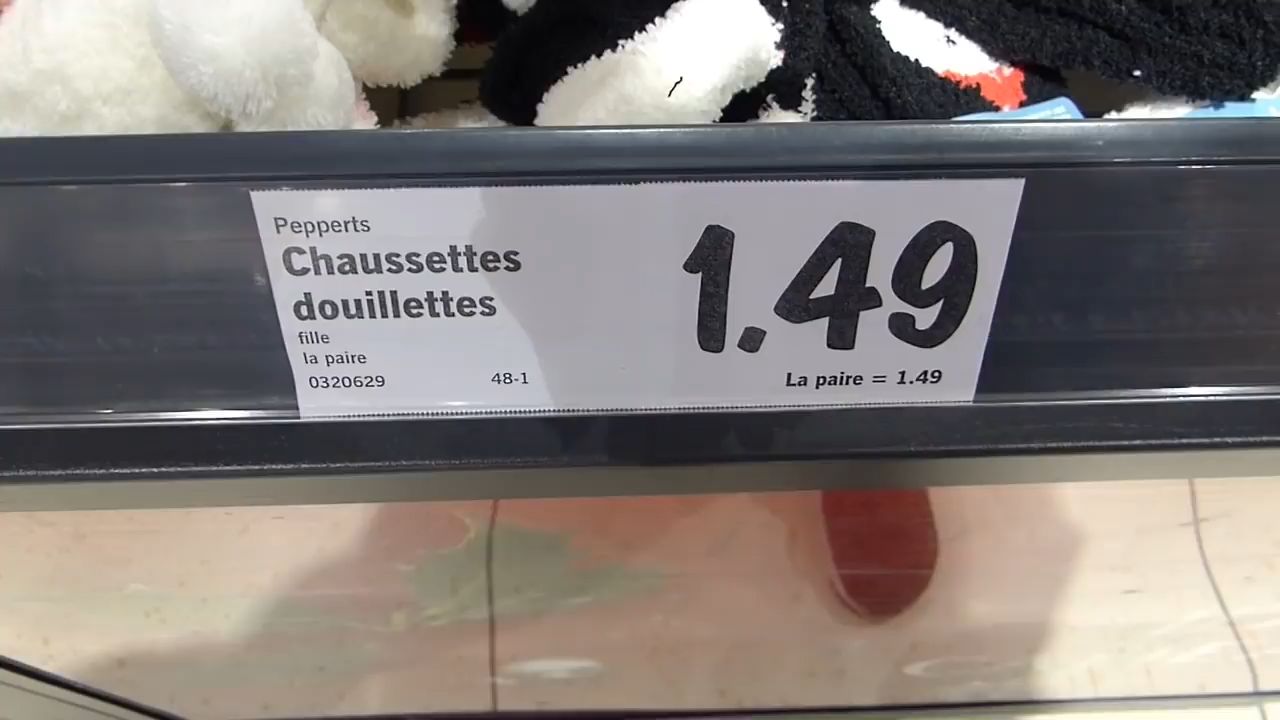 Pepperts
Chaussettes
douillettes
fille
la paire
0320629 48-1
1.49
La paire = 1.49